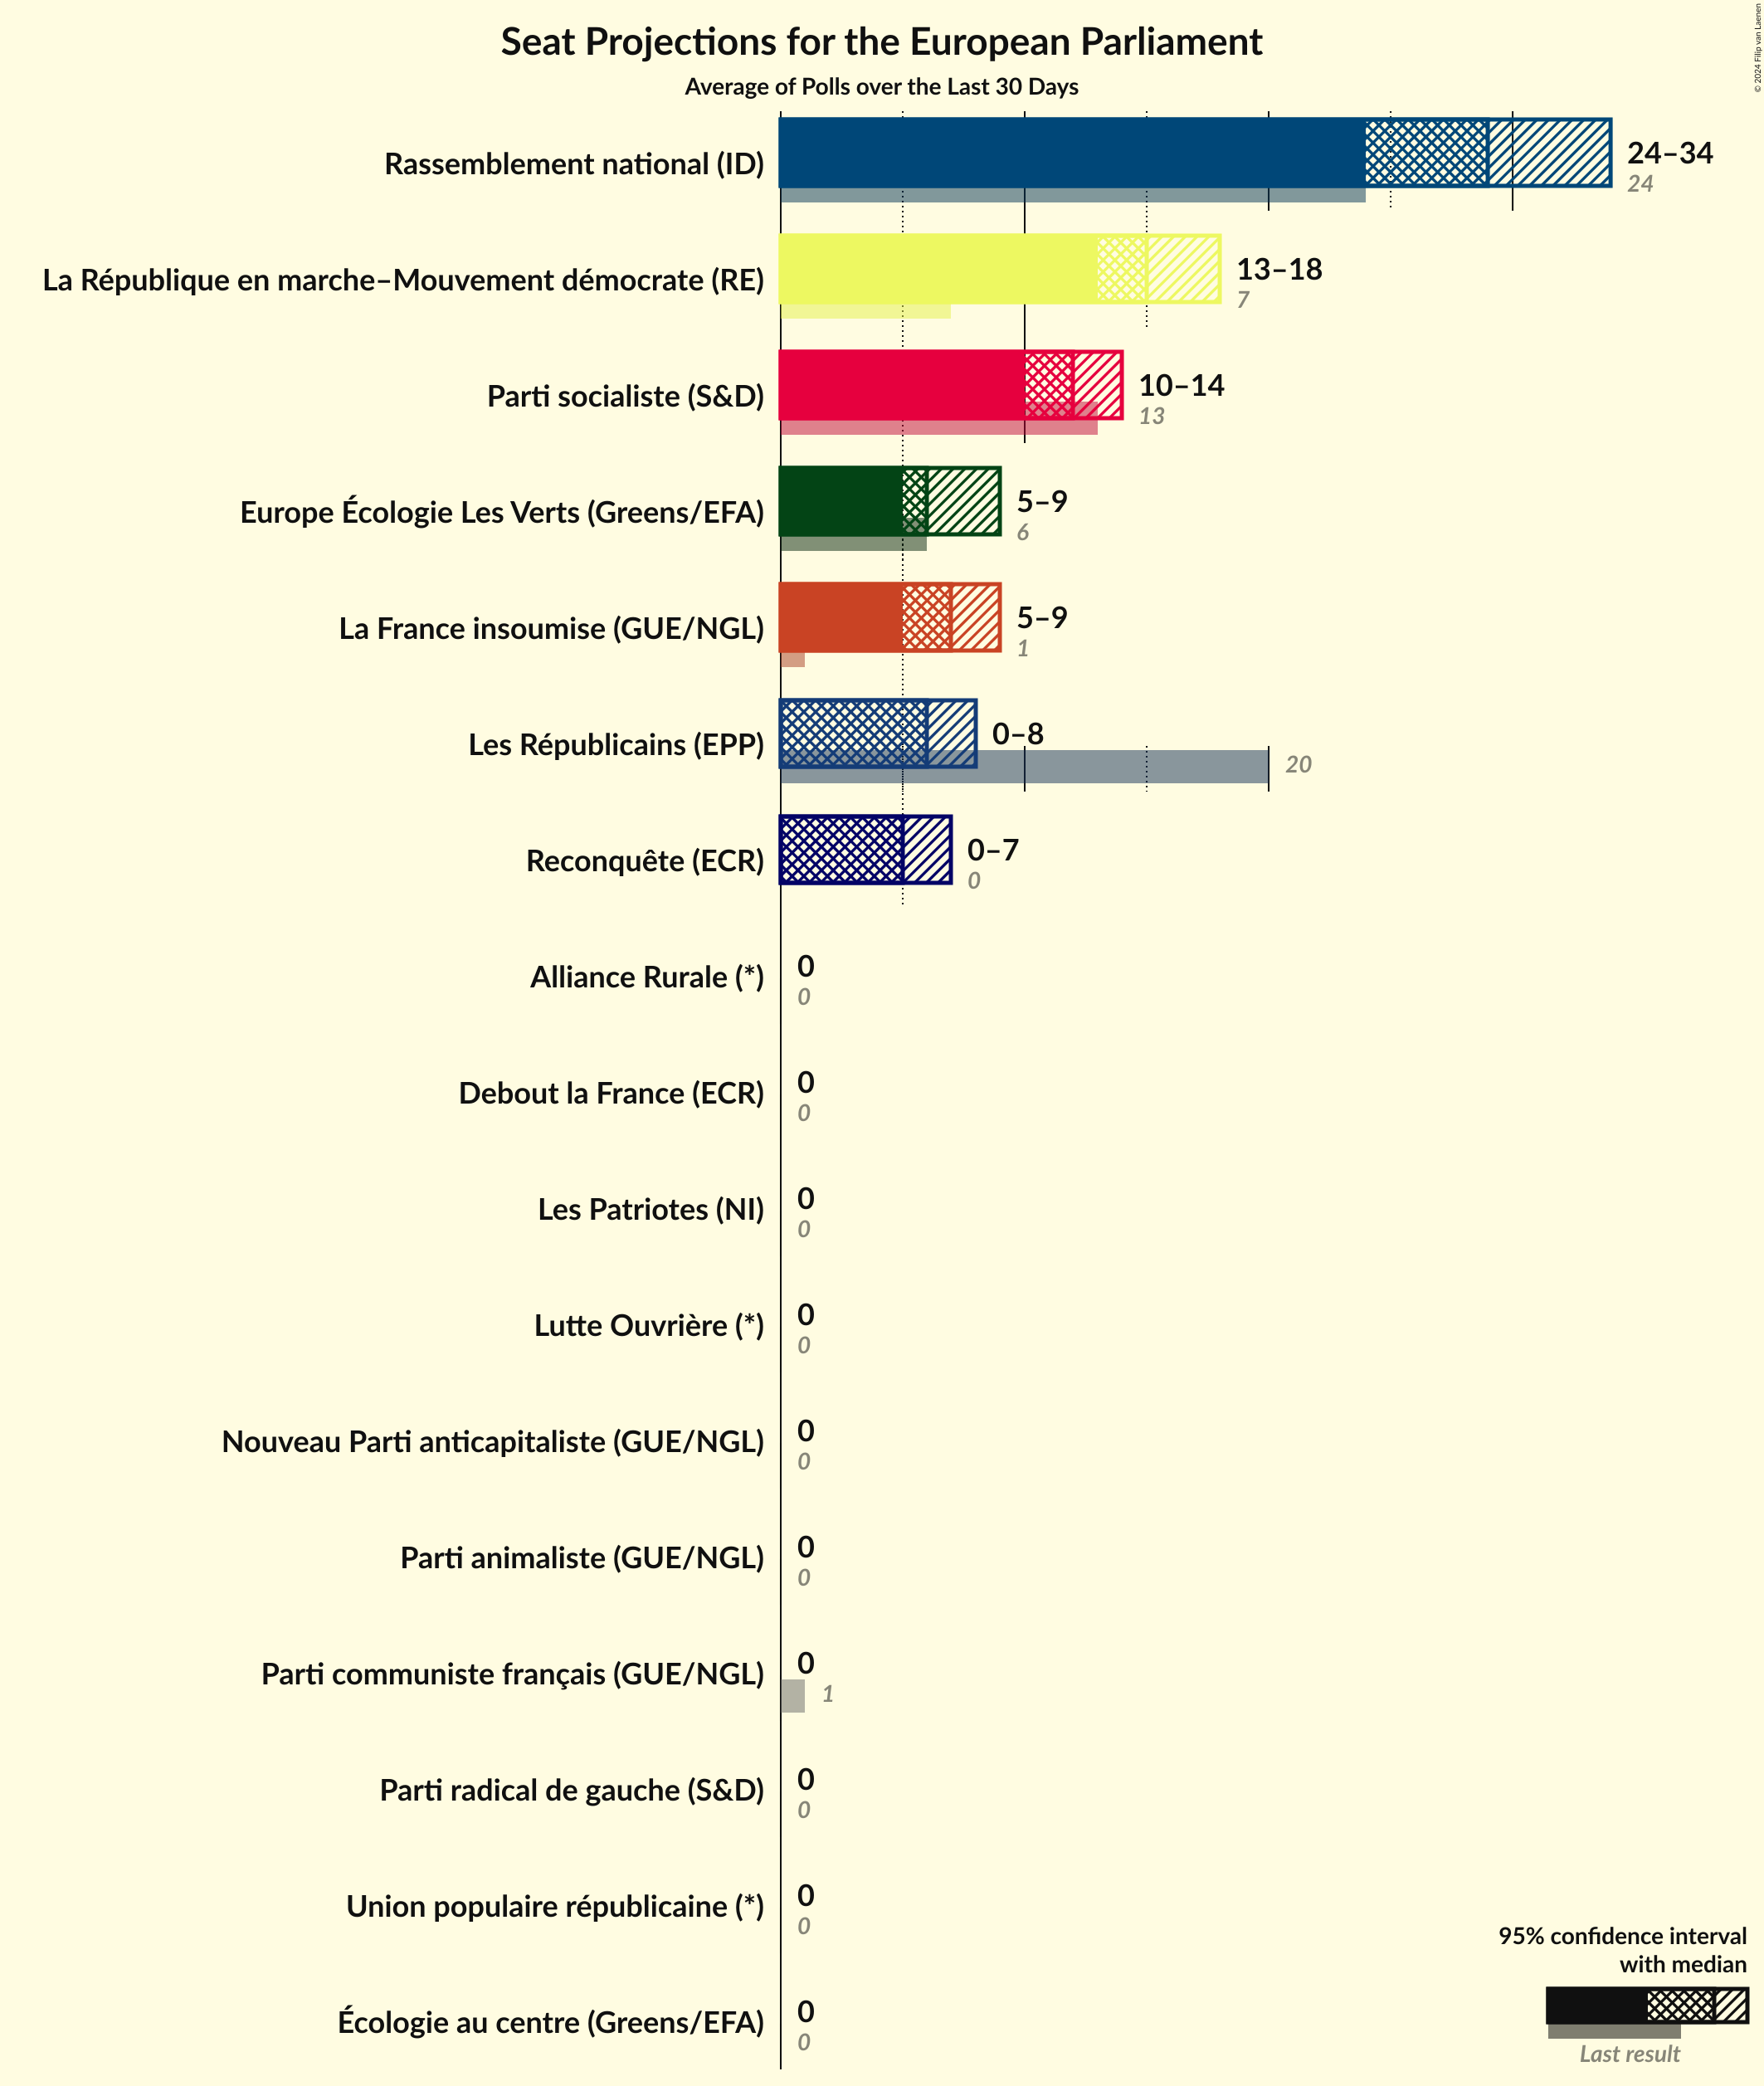 Seat Projections for the European Parliament
Average of Polls over the Last 30 Days
© 2024 Filip van Laenen
Rassemblement national (ID)
24–34
24
La République en marche–Mouvement démocrate (RE)
13–18
7
Parti socialiste (S&D)
10–14
13
Europe Écologie Les Verts (Greens/EFA)
5–9
6
La France insoumise (GUE/NGL)
5–9
1
Les Républicains (EPP)
0–8
20
Reconquête (ECR)
0–7
0
Alliance Rurale (*)
0
0
Debout la France (ECR)
0
0
Les Patriotes (NI)
0
0
Lutte Ouvrière (*)
0
0
Nouveau Parti anticapitaliste (GUE/NGL)
0
0
Parti animaliste (GUE/NGL)
0
0
Parti communiste français (GUE/NGL)
0
1
Parti radical de gauche (S&D)
0
0
Union populaire républicaine (*)
0
0
Écologie au centre (Greens/EFA)
0
0
95% confidence interval
with median
Last result